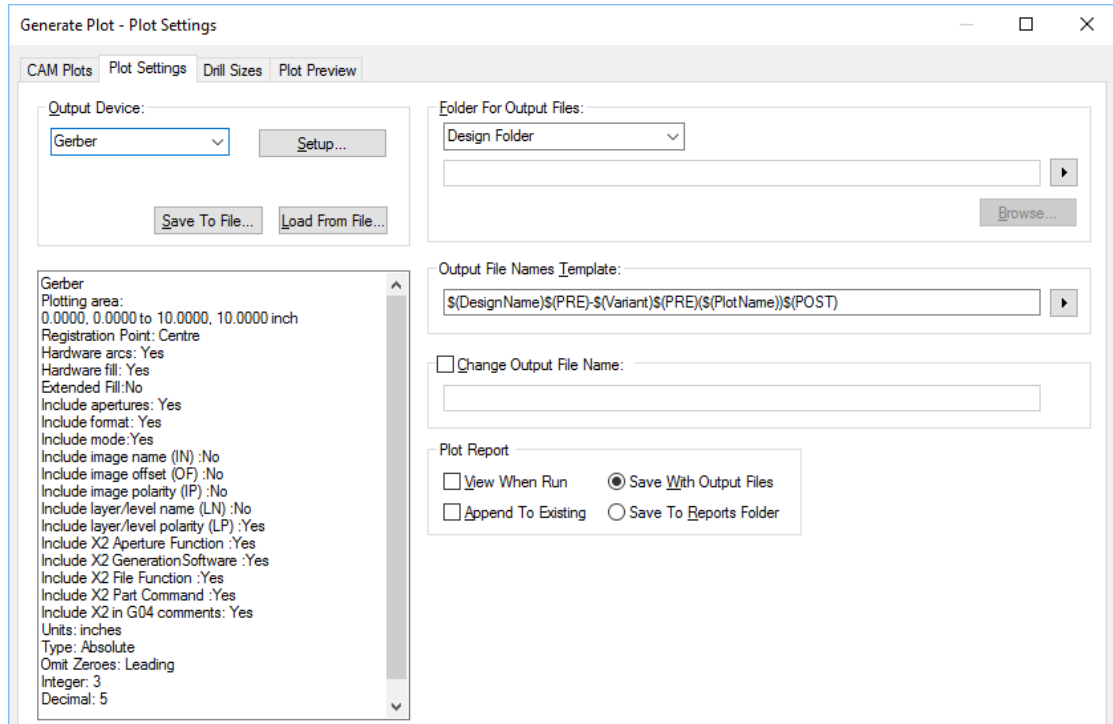 Generate Plot - Plot Settings
CAM Plots Plot Settings Drill Sizes Plot Preview
Output Device:
Gerber
Setup...
Save To File... Load From File...
Gerber
Plotting area:
0.0000, 0.0000 to 10.0000, 10.0000 inch
Registration Point: Centre
Hardware arcs: Yes
Hardware fill: Yes
Extended Fill:No
Include apertures: Yes
Include format: Yes
Include mode:Yes
Include image name (IN) :No
Include image offset (OF) :No
Include image polarity (IP) :No
Include layer/level name (LN) :No
Include layer/level polarity (LP) :Yes
Include X2 Aperture Function :Yes
Include X2 GenerationSoftware :Yes
Include X2 File Function :Yes
Include X2 Part Command :Yes
Include X2 in G04 comments: Yes
Units: inches
Type: Absolute
Omit Zeroes: Leading
Integer: 3
Decimal: 5
Folder For Output Files:
Design Folder
Browse...
Output File Names Template:
$(DesignName)$(PRE)-$(Variant)$(PRE)($(PlotName))$(POST)
Change Output File Name:
Plot Report
View When Run Save With Output Files
Append To Existing Save To Reports Folder